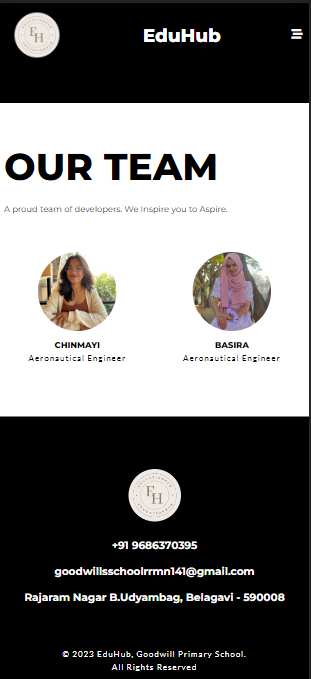 EH
EduHub
OUR TEAM
A proud team of developers. We Inspire you to Aspire.
CHINMAYI
BASIRA
Aeronautical Engineer
Aeronautical Engineer
EH
+91 9686370395
goodwillsschoolrrmn141@gmail.com
Rajaram Nagar B.Udyambag, Belagavi - 590008
© 2023 EduHub, Goodwill Primary School.
All Rights Reserved